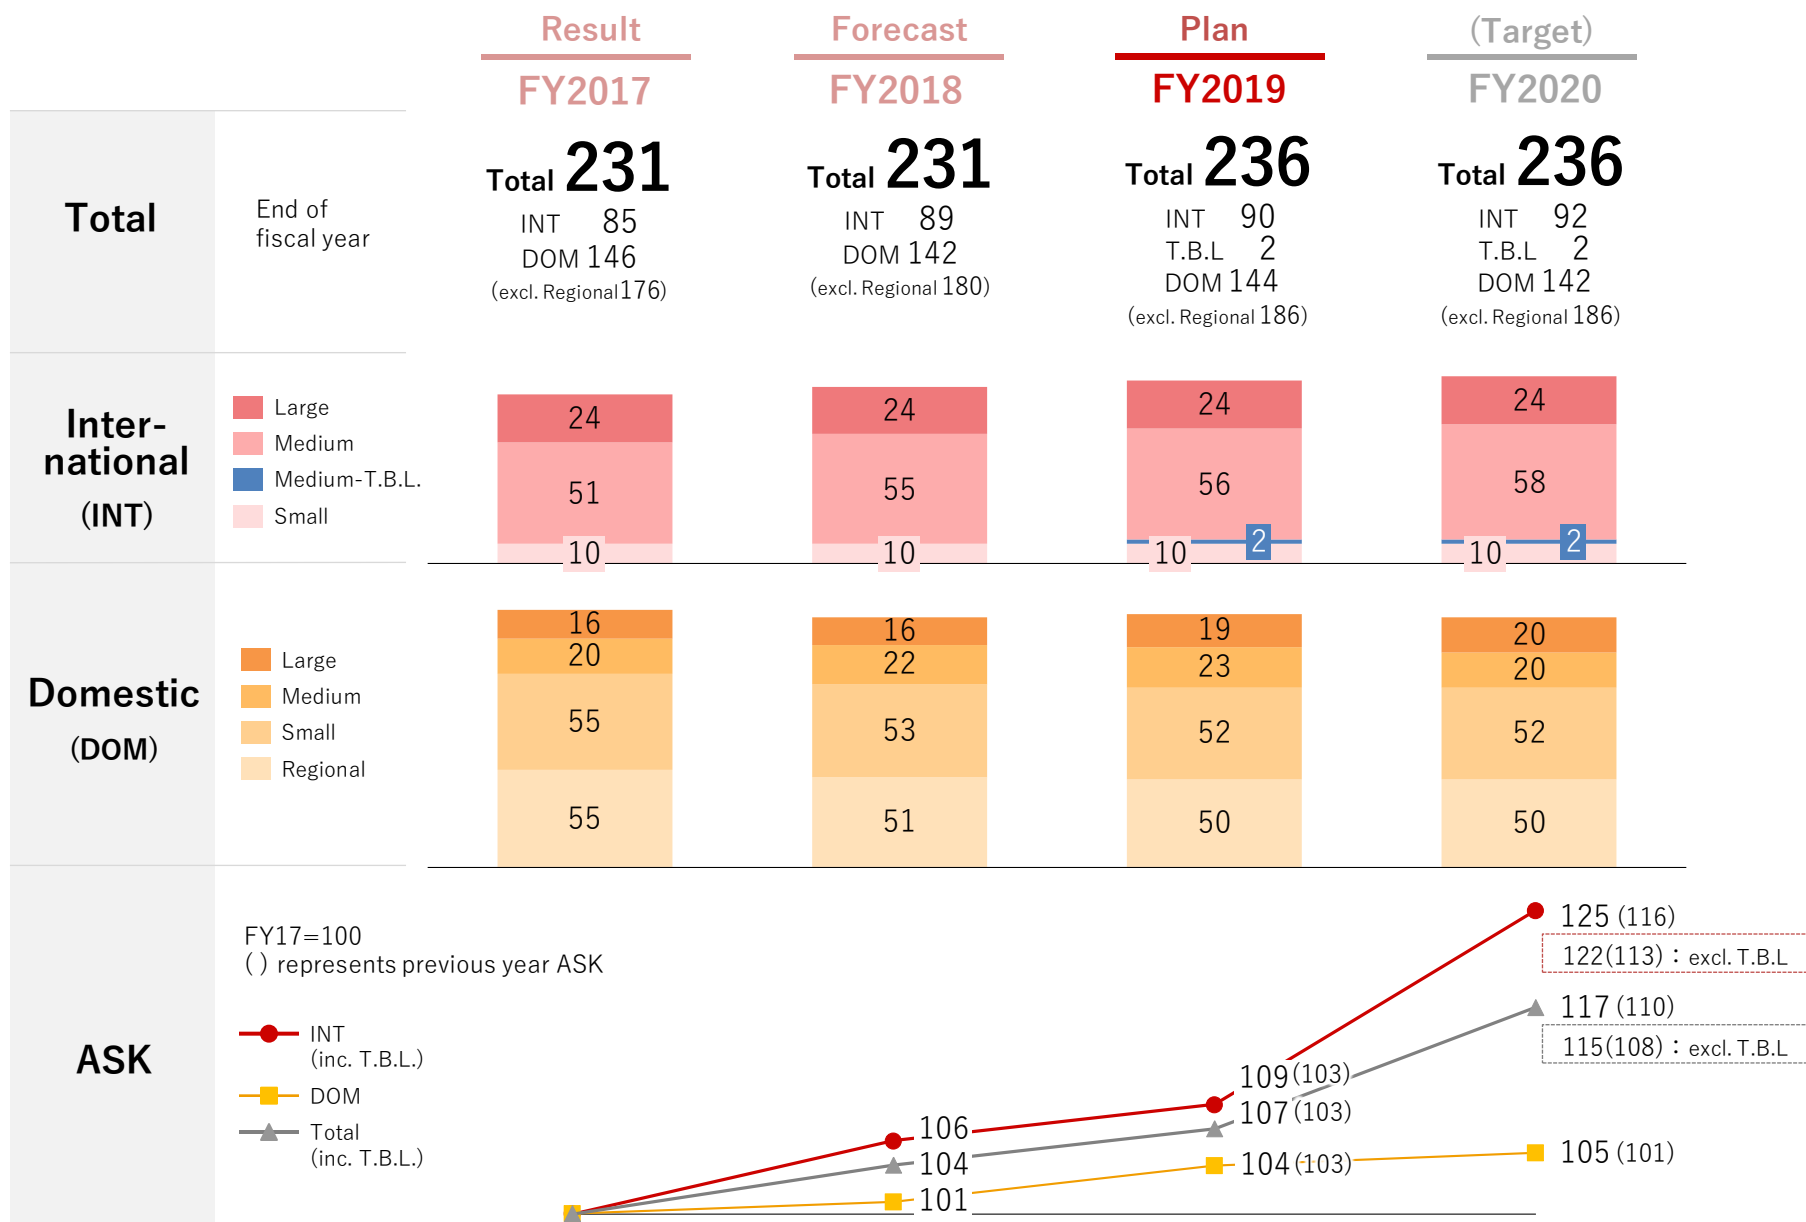 Result
Forecast
Plan
(Target)
FY2017
FY2018
FY2019
FY2020
Total
End of
fiscal year
Total 231
INT 85
DOM 146
(excl. Regional 176)
Total 231
INT 89
DOM 142
(excl. Regional 180)
Total 236
INT 90
T.B.L 2
DOM 144
(excl. Regional 186)
Total 236
INT 92
T.B.L 2
DOM 142
(excl. Regional 186)
Inter-
national
(INT)
Large
Medium
Medium-T.B.L.
Small
24
51
10
24
55
10
24
56
2
10
24
58
2
10
Domestic
(DOM)
Large
Medium
Small
Regional
16
20
55
55
16
22
53
51
19
23
52
50
20
20
52
50
ASK
FY17=100
( ) represents previous year ASK
INT
(inc. T.B.L.)
DOM
Total
(inc. T.B.L.)
106
104
101
109 (103)
107 (103)
104 (103)
125 (116)
122(113) : excl. T.B.L
117 (110)
115(108) : excl. T.B.L
105 (101)